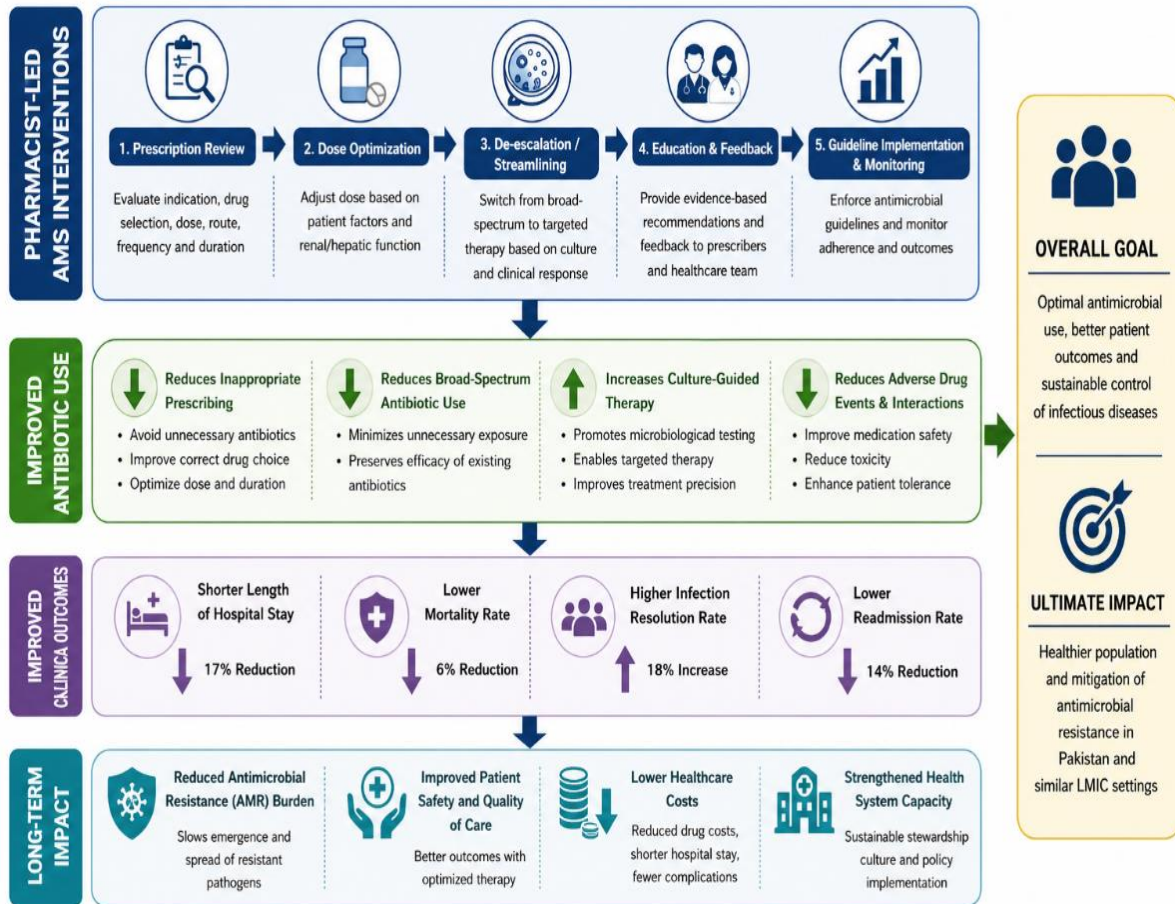 PHARMACIST-LED
AMS INTERVENTIONS
1. Prescription Review
Evaluate indication, drug
selection, dose, route,
frequency and duration
2. Dose Optimization
Adjust dose based on
patient factors and
renal/hepatic function
3. De-escalation /
Streamlining
Switch from broad-
spectrum to targeted
therapy based on culture
and clinical response
4. Education & Feedback
Provide evidence-based
recommendations and
feedback to prescribers
and healthcare team
5. Guideline Implementation
& Monitoring
Enforce antimicrobial
guidelines and monitor
adherence and outcomes
IMPROVED
ANTIBIOTIC USE
Reduces Inappropriate
Prescribing
• Avoid unnecessary antibiotics
• Improve correct drug choice
• Optimize dose and duration
Reduces Broad-Spectrum
Antibiotic Use
• Minimizes unnecessary exposure
• Preserves efficacy of existing
antibiotics
Increases Culture-Guided
Therapy
• Promotes microbiologicad testing
• Enables targeted therapy
• Improves treatment precision
Reduces Adverse Drug
Events & Interactions
• Improve medication safety
• Reduce toxicity
• Enhance patient tolerance
IMPROVED
CALINICA OUTCOMES
Shorter Length
of Hospital Stay
17% Reduction
Lower
Mortality Rate
6% Reduction
Higher Infection
Resolution Rate
18% Increase
Lower
Readmission Rate
14% Reduction
LONG-TERM
IMPACT
Reduced Antimicrobial
Resistance (AMR) Burden
Slows emergence and
spread of resistant
pathogens
Improved Patient
Safety and Quality
of Care
Better outcomes with
optimized therapy
Lower Healthcare
Costs
Reduced drug costs,
shorter hospital stay,
fewer complications
Strengthened Health
System Capacity
Sustainable stewardship
culture and policy
implementation
OVERALL GOAL
Optimal antimicrobial
use, better patient
outcomes and
sustainable control
of infectious diseases
ULTIMATE IMPACT
Healthier population
and mitigation of
antimicrobial
resistance in
Pakistan and
similar LMIC settings